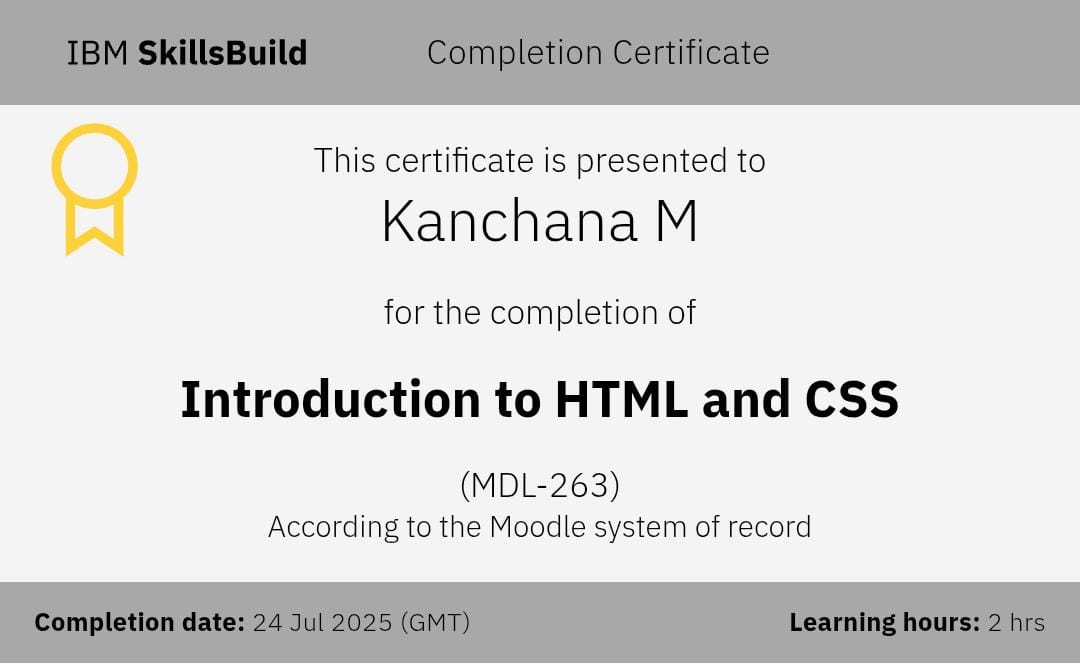 IBM SkillsBuild
Completion Certificate
This certificate is presented to
Kanchana M
for the completion of
Introduction to HTML and CSS
(MDL-263)
According to the Moodle system of record
Completion date: 24 Jul 2025 (GMT)
Learning hours: 2 hrs